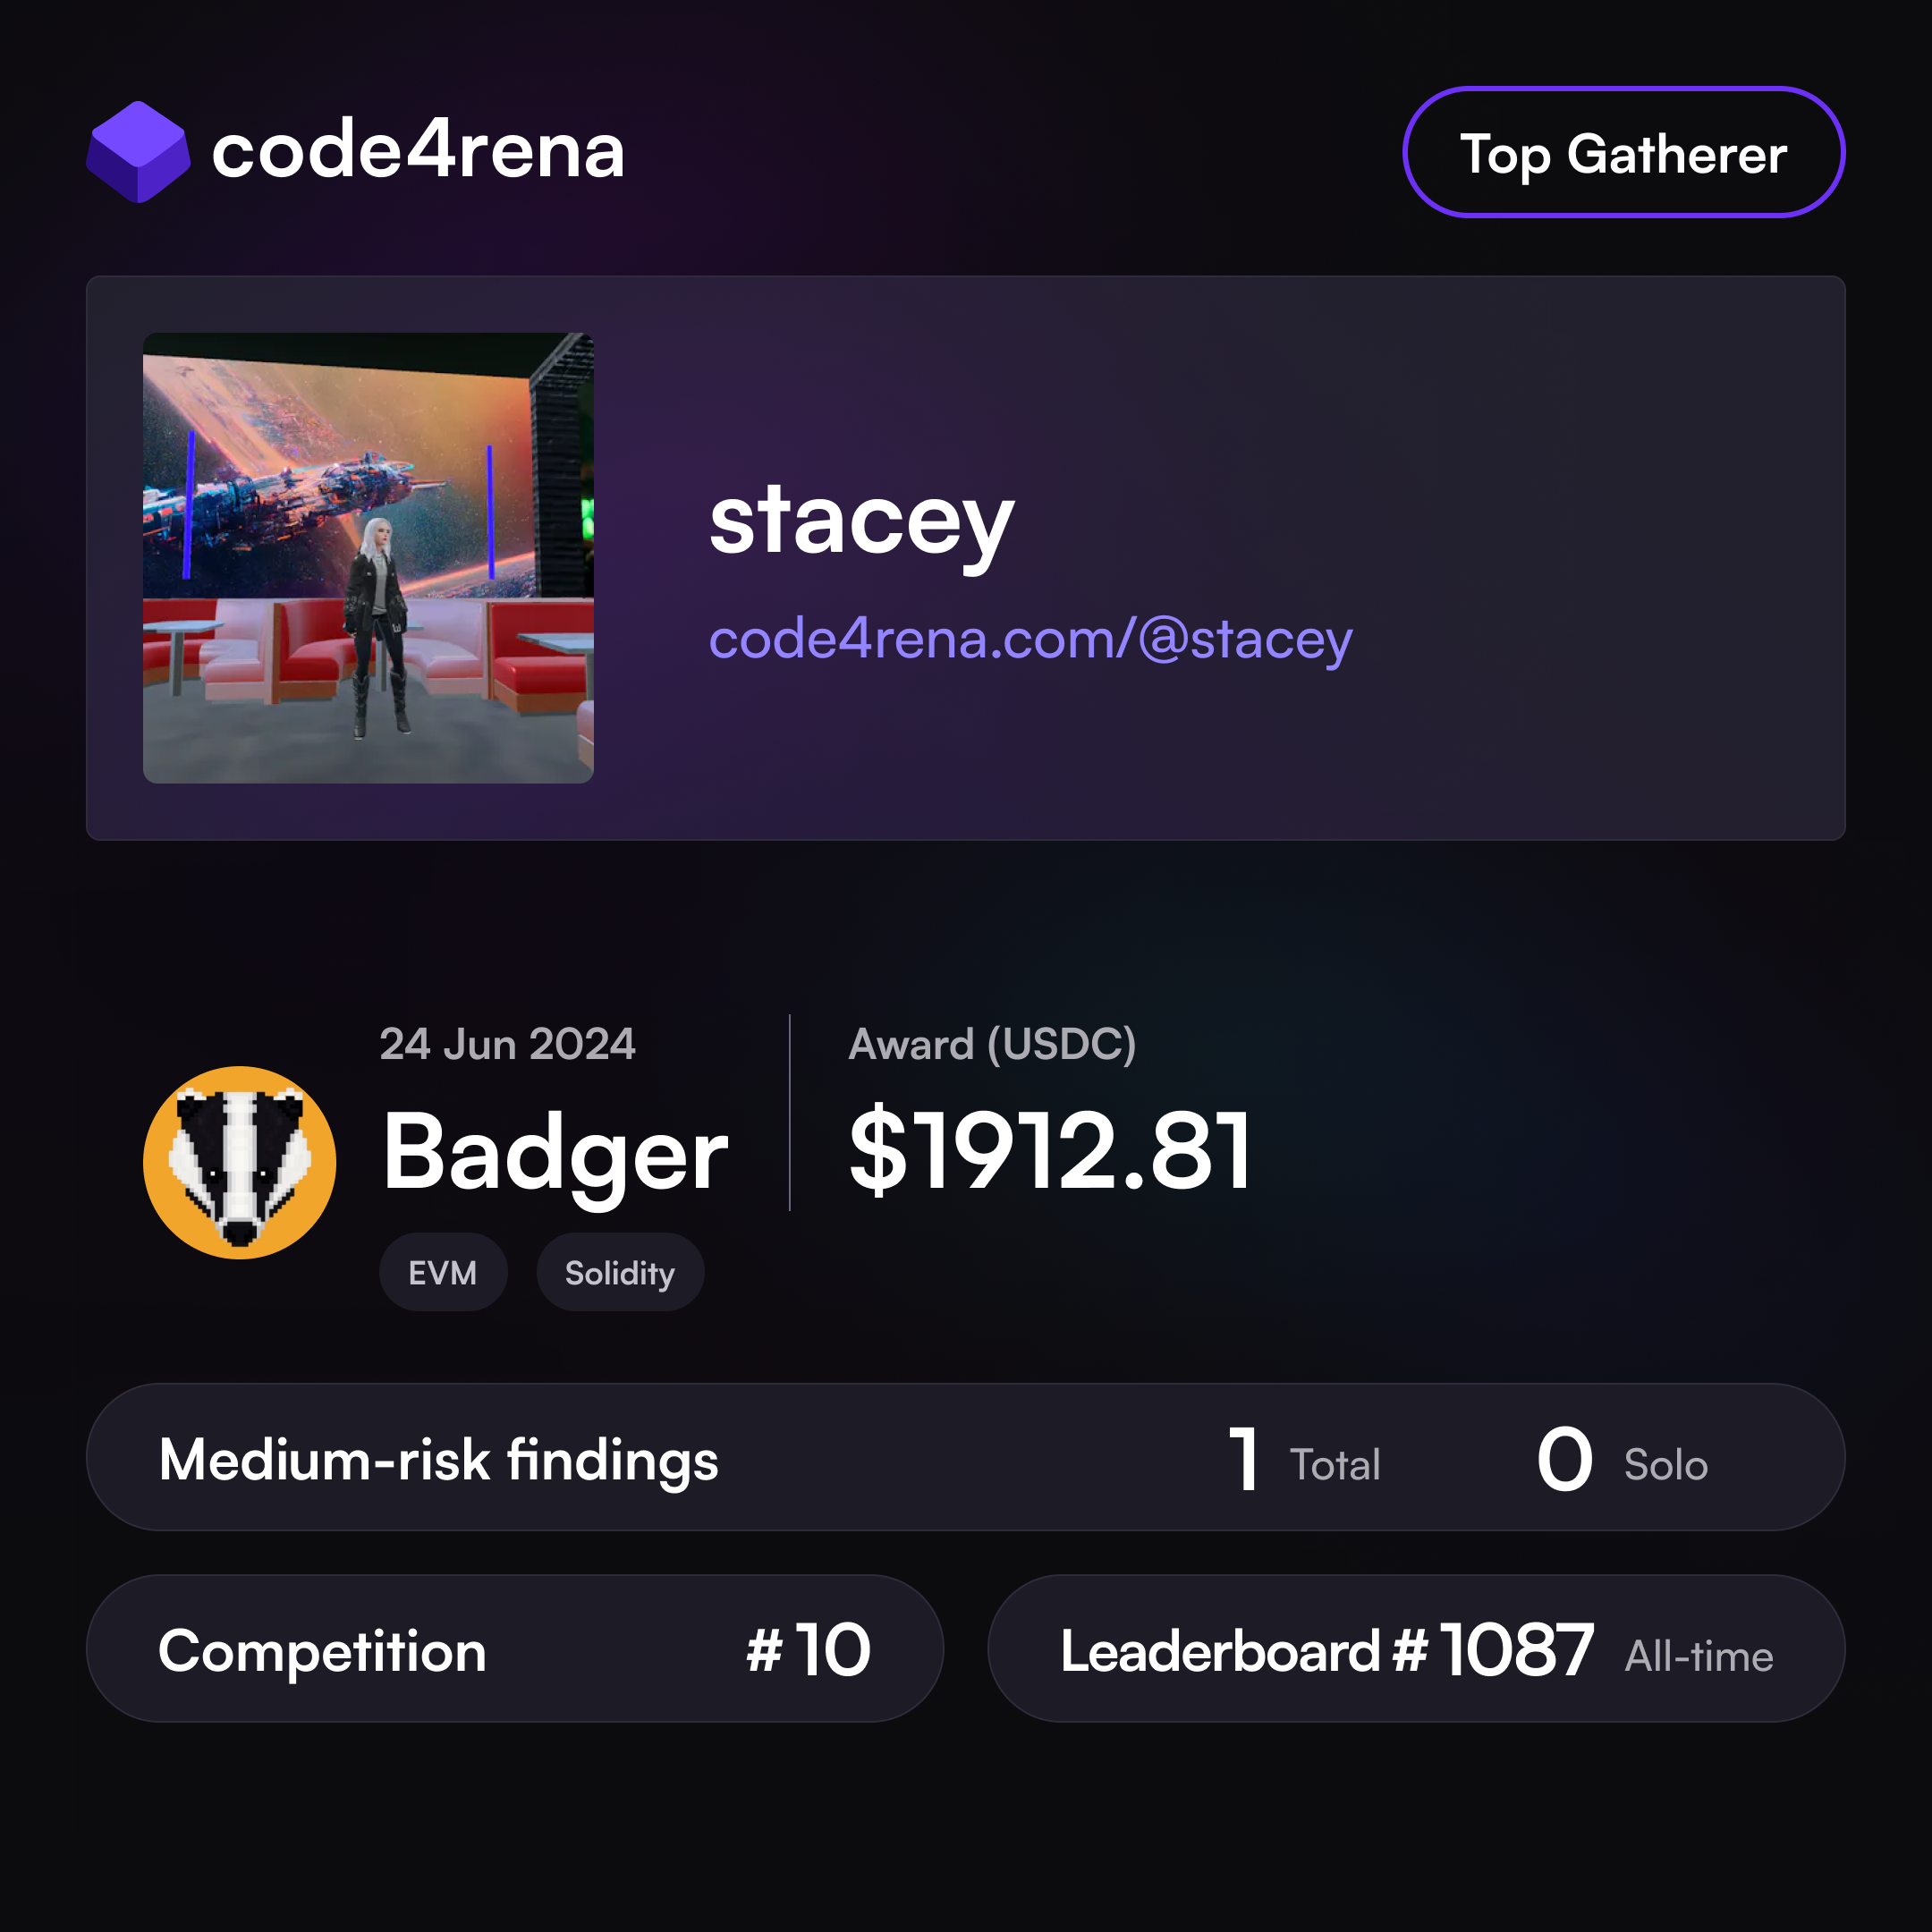 code4rena
Top Gatherer
stacey
code4rena.com/@stacey
24 Jun 2024
Badger
EVM Solidity
Award (USDC)
$1912.81
Medium-risk findings 1 Total 0 Solo
Competition #10
Leaderboard #1087 All-time